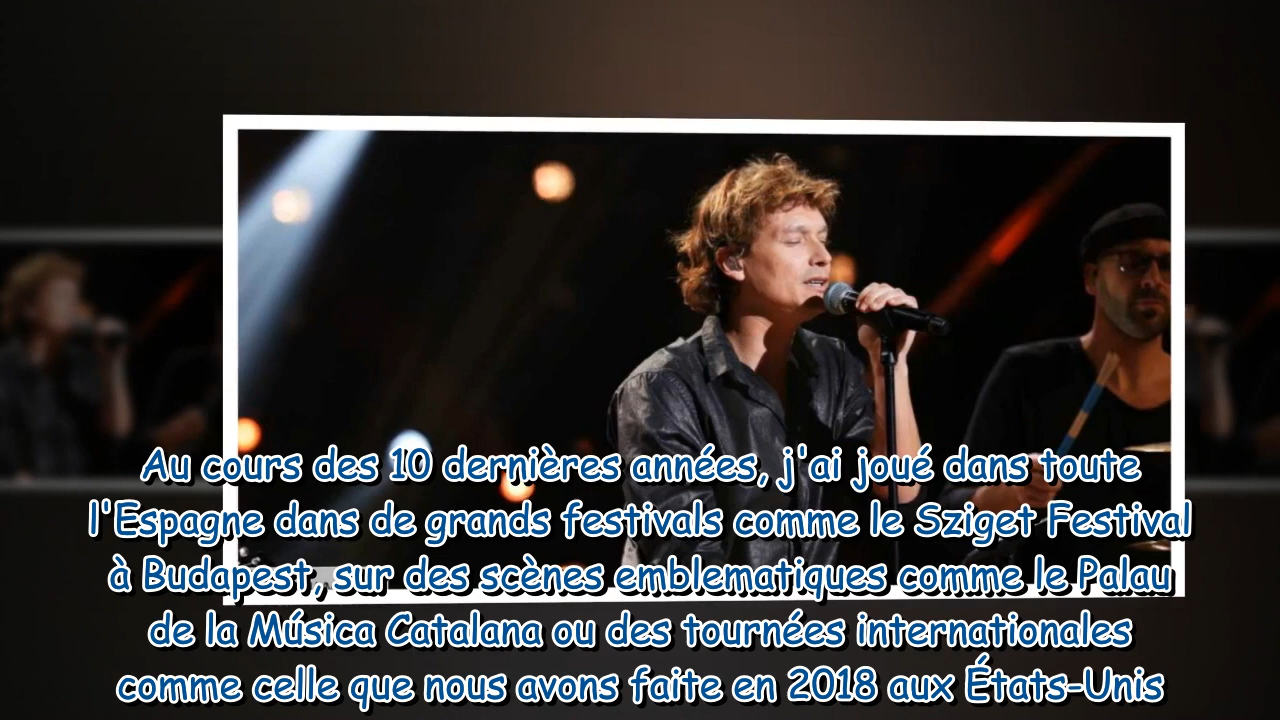 Au cours des 10 dernières années, j'ai joué dans toute
l'Espagne dans de grands festivals comme le Sziget Festival
à Budapest, sur des scènes emblematiques comme le Palau
de la Música Catalana ou des tournées internationales
comme celle que nous avons faite en 2018 aux États-Unis